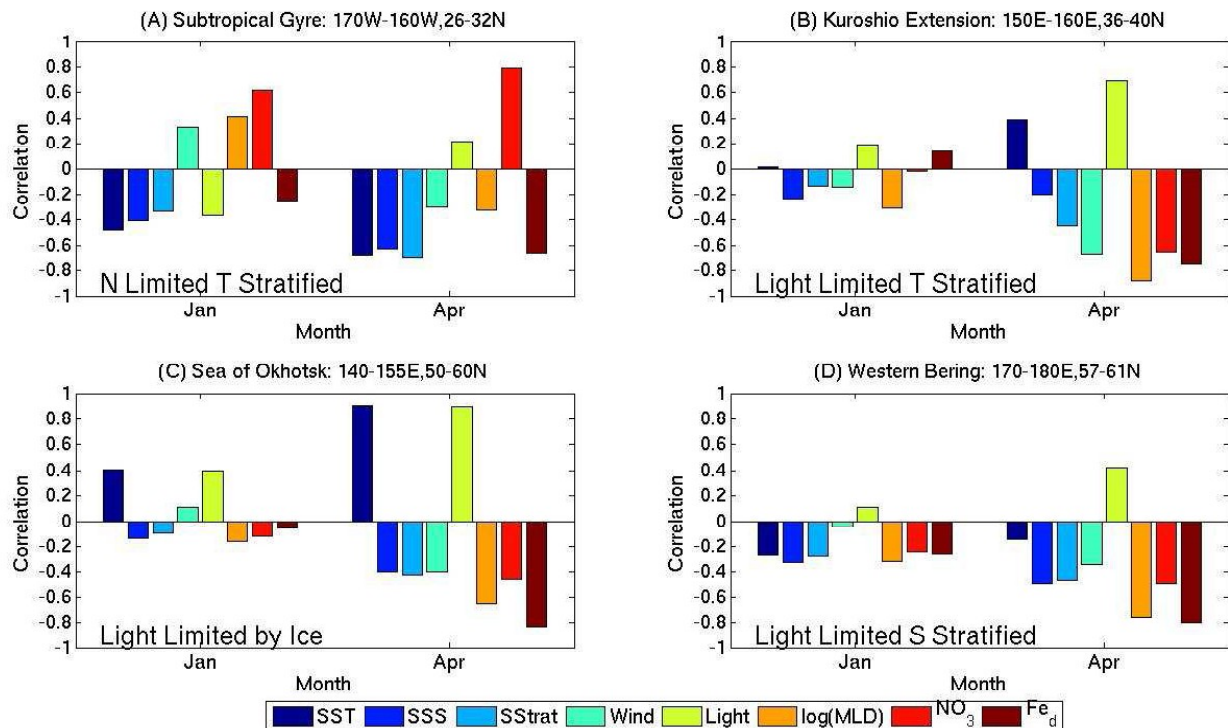 (A) Subtropical Gyre: 170W-160W,26-32N
1
0.8
0.6
0.4
0.2
0
-0.2
-0.4
-0.6
-0.8
-1
Correlation
N Limited T Stratified
Jan Apr
Month
(B) Kuroshio Extension: 150E-160E,36-40N
1
0.8
0.6
0.4
0.2
0
-0.2
-0.4
-0.6
-0.8
-1
Correlation
Light Limited T Stratified
Jan Apr
Month
(C) Sea of Okhotsk: 140-155E,50-60N
1
0.8
0.6
0.4
0.2
0
-0.2
-0.4
-0.6
-0.8
-1
Correlation
Light Limited by Ice
Jan Apr
Month
(D) Western Bering: 170-180E,57-61N
1
0.8
0.6
0.4
0.2
0
-0.2
-0.4
-0.6
-0.8
-1
Correlation
Light Limited S Stratified
Jan Apr
Month
SST SSS SStrat Wind Light log(MLD) NO3 Fed